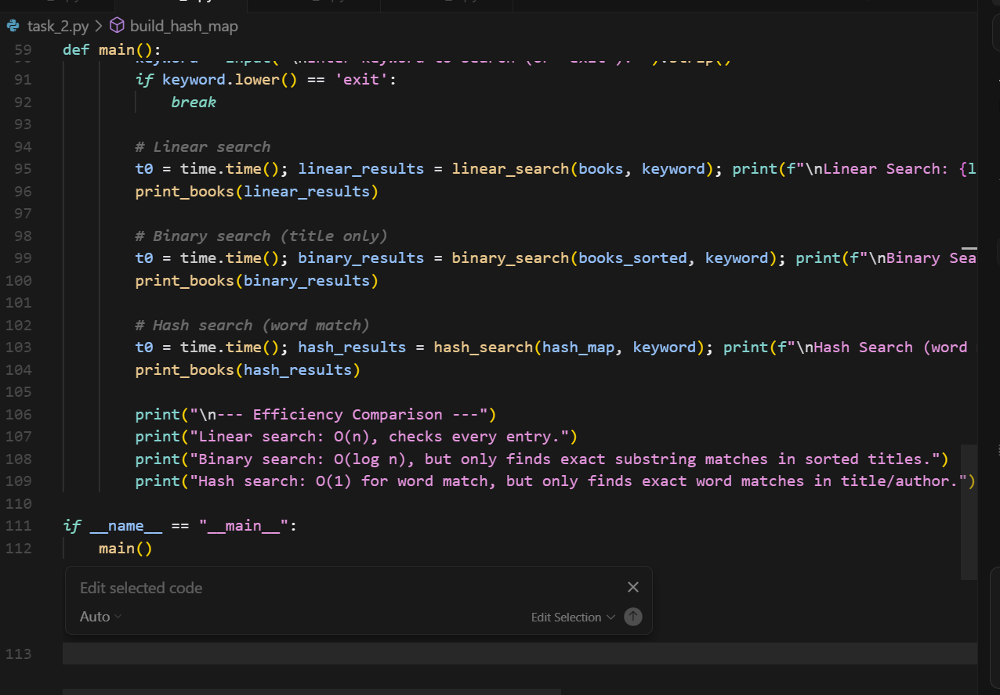 task_2.py > build_hash_map
59 def main():
91 if keyword.lower() == 'exit':
92 break
93
94 # Linear search
95 t0 = time.time(); linear_results = linear_search(books, keyword); print(f"\nLinear Search: {l
96 print_books(linear_results)
97
98 # Binary search (title only)
99 t0 = time.time(); binary_results = binary_search(books_sorted, keyword); print(f"\nBinary Sea
100 print_books(binary_results)
101
102 # Hash search (word match)
103 t0 = time.time(); hash_results = hash_search(hash_map, keyword); print(f"\nHash Search (word
104 print_books(hash_results)
105
106 print("\n--- Efficiency Comparison ---")
107 print("Linear search: O(n), checks every entry.")
108 print("Binary search: O(log n), but only finds exact substring matches in sorted titles.")
109 print("Hash search: O(1) for word match, but only finds exact word matches in title/author.")
110
111 if __name__ == "__main__":
112 main()
Edit selected code
Auto
Edit Selection
113